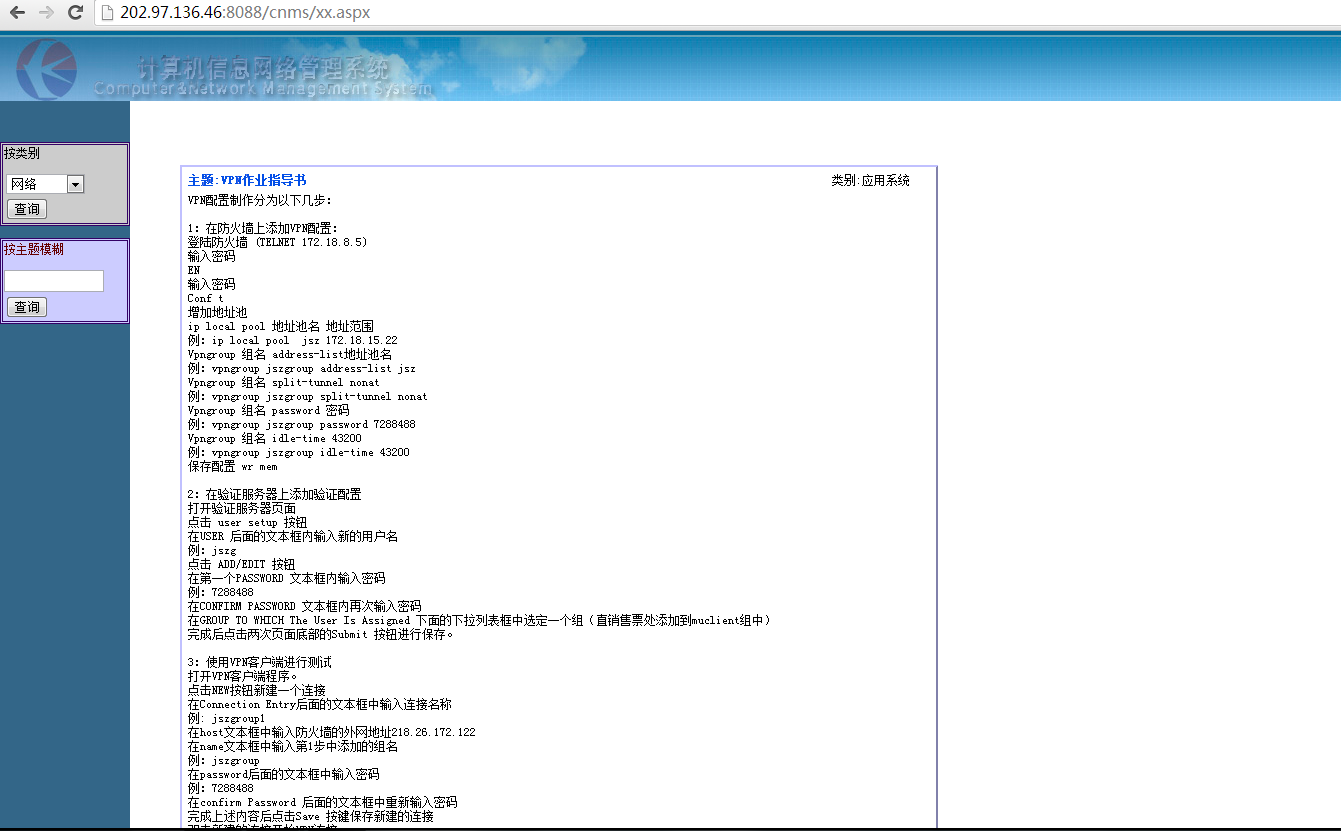 202.97.136.46:8088/cnms/xx.aspx
计算机信息网络管理系统
Computer&Network Management System
按类别
网络
查询
按主题模糊
查询
主题:VPN作业指导书 类别:应用系统
VPN配置制作分为以下几步：
1：在防火墙上添加VPN配置：
登陆防火墙（TELNET 172.18.8.5）
输入密码
EN
输入密码
Conf t
增加地址池
ip local pool 地址池名 地址范围
例：ip local pool  jsz 172.18.15.22
Vpngroup 组名 address-list地址池名
例：vpngroup jszgroup address-list jsz
Vpngroup 组名 split-tunnel nonat
例：vpngroup jszgroup split-tunnel nonat
Vpngroup 组名 password 密码
例：vpngroup jszgroup password 7288488
Vpngroup 组名 idle-time 43200
例：vpngroup jszgroup idle-time 43200
保存配置 wr mem
2：在验证服务器上添加验证配置
打开验证服务器页面
点击 user setup 按钮
在USER 后面的文本框内输入新的用户名
例：jszg
点击 ADD/EDIT 按钮
在第一个PASSWORD 文本框内输入密码
例：7288488
在CONFIRM PASSWORD 文本框内再次输入密码
在GROUP TO WHICH The User Is Assigned 下面的下拉列表框中选定一个组（直销售票处添加到muclient组中）
完成后点击两次页面底部的Submit 按钮进行保存。
3：使用VPN客户端进行测试
打开VPN客户端程序。
点击NEW按钮新建一个连接
在Connection Entry后面的文本框中输入连接名称
例: jszgroup1
在host文本框中输入防火墙的外网地址218.26.172.122
在name文本框中输入第1步中添加的组名
例：jszgroup
在password后面的文本框中输入密码
例：7288488
在confirm Password 后面的文本框中重新输入密码
完成上述内容后点击Save 按键保存新建的连接